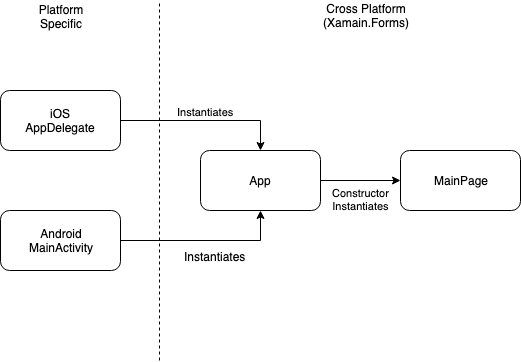 Platform
Specific
Cross Platform
(Xamain.Forms)
iOS
AppDelegate
Instantiates
App
Constructor
Instantiates
MainPage
Android
MainActivity
Instantiates